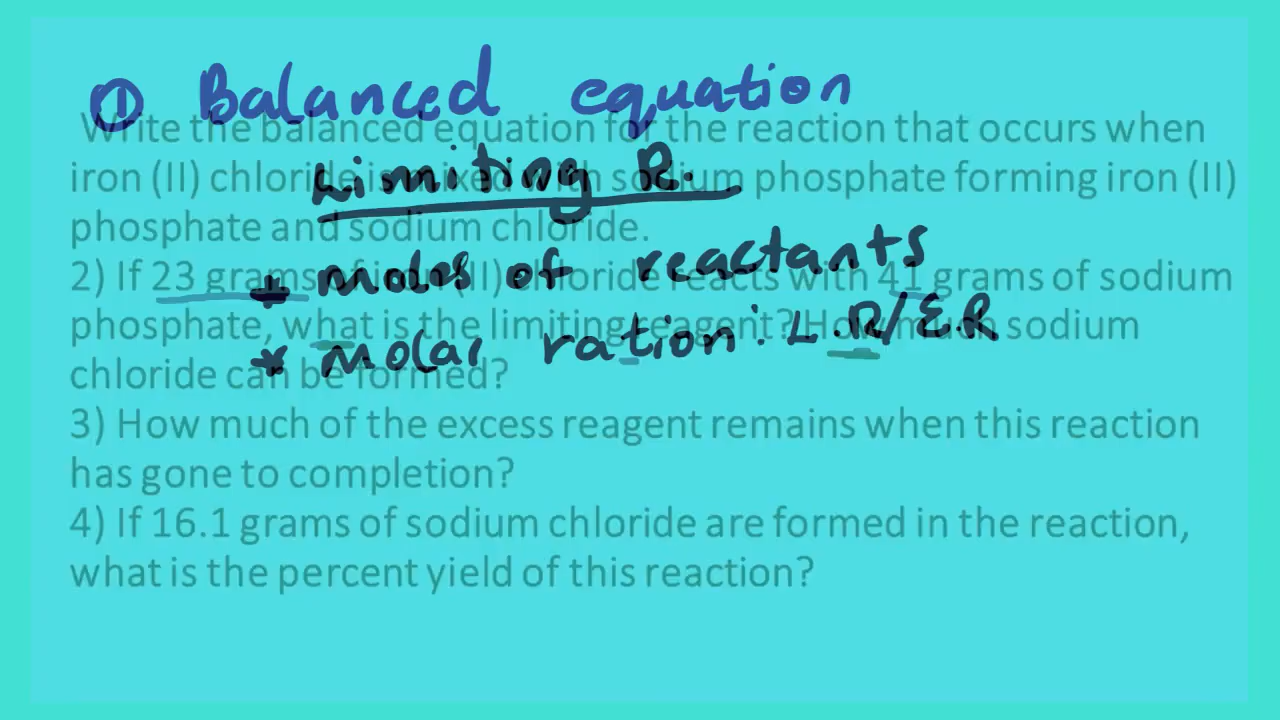 ① Balanced equation
Write the balanced equation for the reaction that occurs when
Limiting R.
iron (II) chloride is mixed with sodium phosphate forming iron (II)
phosphate and sodium chloride.
* moles of reactants
2) If 23 grams of iron (II) chloride reacts with 41 grams of sodium
phosphate, what is the limiting reagent? How much sodium
* molar ration: L.R/E.R
chloride can be formed?
3) How much of the excess reagent remains when this reaction
has gone to completion?
4) If 16.1 grams of sodium chloride are formed in the reaction,
what is the percent yield of this reaction?